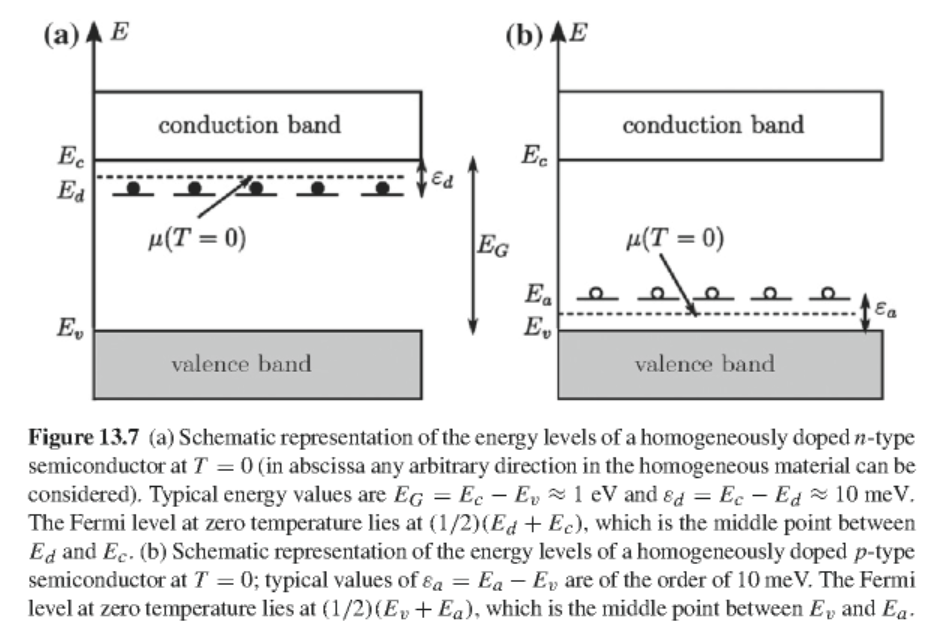 (a) E
conduction band
E_c
E_d
ε_d
μ(T = 0)
E_G
E_v
valence band
(b) E
conduction band
E_c
μ(T = 0)
E_a
ε_a
E_v
valence band
Figure 13.7 (a) Schematic representation of the energy levels of a homogeneously doped n-type
semiconductor at T = 0 (in abscissa any arbitrary direction in the homogeneous material can be
considered). Typical energy values are E_G = E_c − E_v ≈ 1 eV and ε_d = E_c − E_d ≈ 10 meV.
The Fermi level at zero temperature lies at (1/2)(E_d + E_c), which is the middle point between
E_d and E_c. (b) Schematic representation of the energy levels of a homogeneously doped p-type
semiconductor at T = 0; typical values of ε_a = E_a − E_v are of the order of 10 meV. The Fermi
level at zero temperature lies at (1/2)(E_v + E_a), which is the middle point between E_v and E_a.